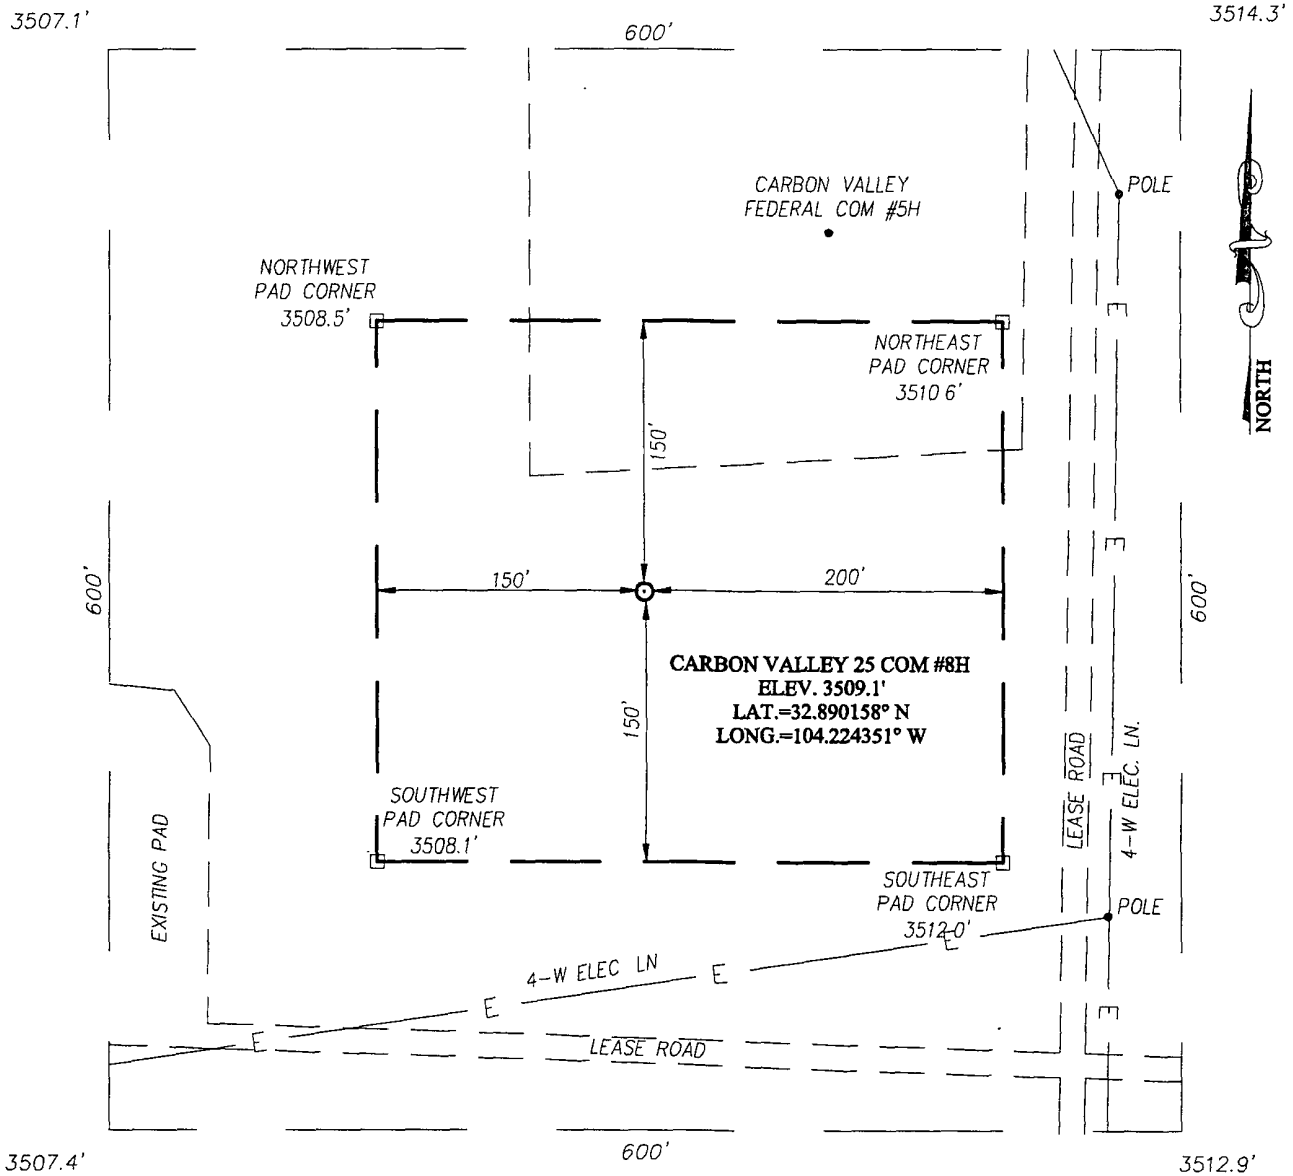 3507.1'
600'
3514.3'
CARBON VALLEY
FEDERAL COM #5H
POLE
NORTHWEST
PAD CORNER
3508.5'
E
NORTHEAST
PAD CORNER
3510 6'
NORTH
150'
E
150'
200'
600'
600'
CARBON VALLEY 25 COM #8H
ELEV. 3509.1'
LAT.=32.890158° N
LONG.=104.224351° W
150'
LEASE ROAD
E
4-W ELEC. LN.
SOUTHWEST
PAD CORNER
3508.1'
EXISTING PAD
SOUTHEAST
PAD CORNER
3512.0'
POLE
E
4-W ELEC LN
E
E
E
E
LEASE ROAD
3507.4'
600'
3512.9'